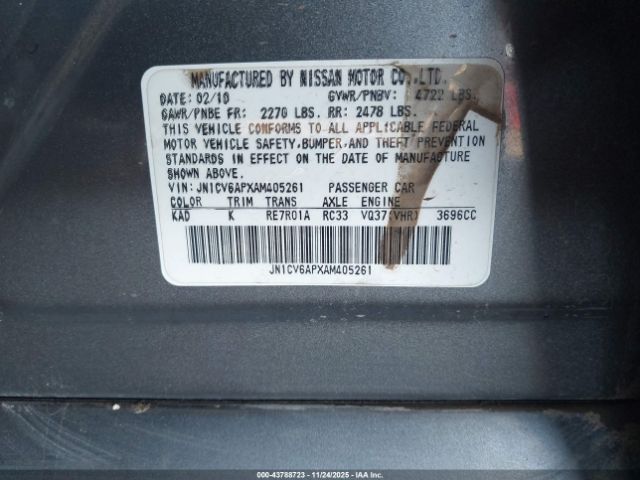 MANUFACTURED BY NISSAN MOTOR CO.,LTD.
DATE: 02/10 GVWR/PNBV: 4722 LBS.
GAWR/PNBE FR: 2270 LBS. RR: 2478 LBS.
THIS VEHICLE CONFORMS TO ALL APPLICABLE FEDERAL
MOTOR VEHICLE SAFETY,BUMPER,AND THEFT PREVENTION
STANDARDS IN EFFECT ON THE DATE OF MANUFACTURE
SHOWN ABOVE.
VIN: JN1CV6APXAM405261 PASSENGER CAR
COLOR TRIM TRANS AXLE ENGINE
KAD K RE7R01A RC33 VQ37(VHR) 3696CC
JN1CV6APXAM405261
000-43788723 - 11/24/2025 - IAAI.COM